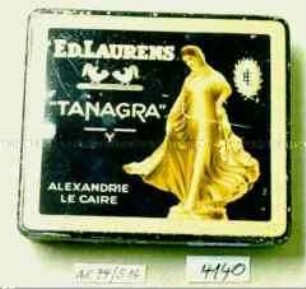 ED. LAURENS
"TANAGRA"
ALEXANDRIE
LE CAIRE
4140